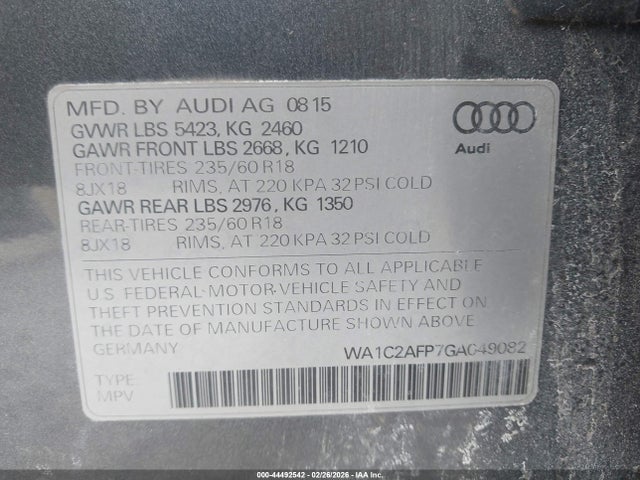 MFD. BY AUDI AG 08 15
GVWR LBS 5423, KG 2460
GAWR FRONT LBS 2668, KG 1210
FRONT-TIRES 235/60 R18
8JX18 RIMS, AT 220 KPA 32 PSI COLD
GAWR REAR LBS 2976, KG 1350
REAR-TIRES 235/60 R18
8JX18 RIMS, AT 220 KPA 32 PSI COLD
Audi
THIS VEHICLE CONFORMS TO ALL APPLICABLE
U.S. FEDERAL-MOTOR-VEHICLE SAFETY AND
THEFT PREVENTION STANDARDS IN EFFECT ON
THE DATE OF MANUFACTURE SHOWN ABOVE.
GERMANY WA1C2AFP7GA049082
TYPE:
MPV
000-44492542 - 02/26/2026 - IAA Inc.